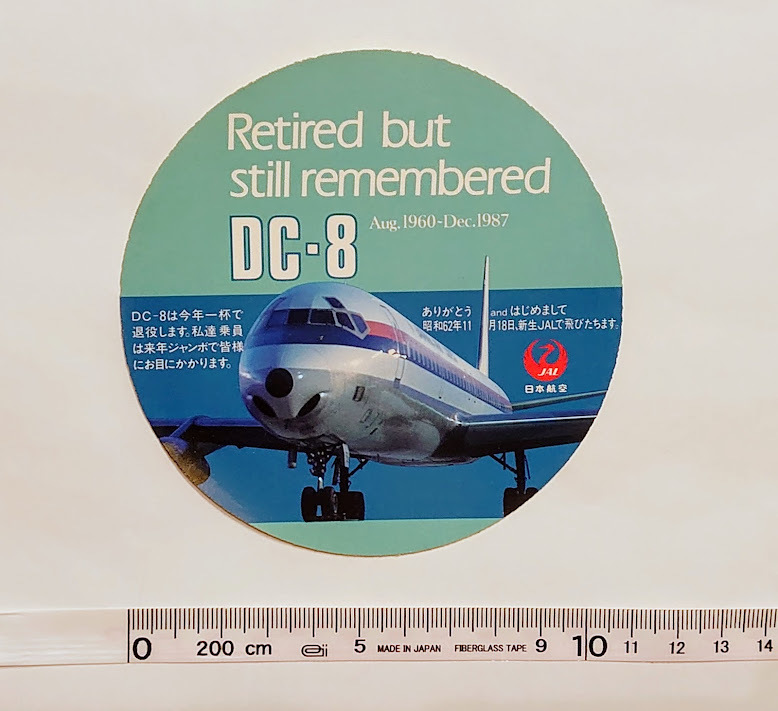 Retired but
still remembered
DC-8 Aug.1960~Dec.1987
DC-8は今年一杯で
退役します。私達乗員
は来年ジャンボで皆様
にお目にかかります。
ありがとう and はじめまして
昭和62年11月18日、新生JALで飛びたちます。
JAL
日本航空
0 200 cm eji 5 MADE IN JAPAN FIBERGLASS TAPE 9 10 11 12 13 14